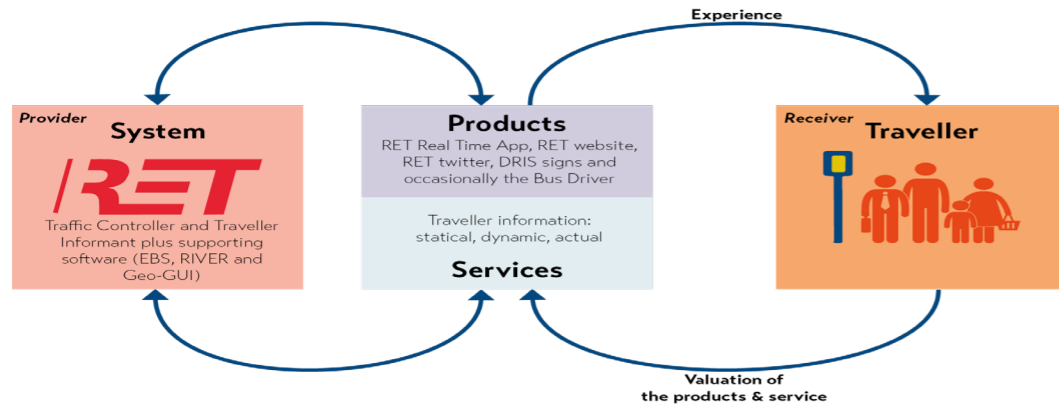 Experience
Provider
System
RET
Traffic Controller and Traveller
Informant plus supporting
software (EBS, RIVER and
Geo-GUI)
Products
RET Real Time App, RET website,
RET twitter, DRIS signs and
occasionally the Bus Driver
Traveller information:
statical, dynamic, actual
Services
Receiver
Traveller
Valuation of
the products & service